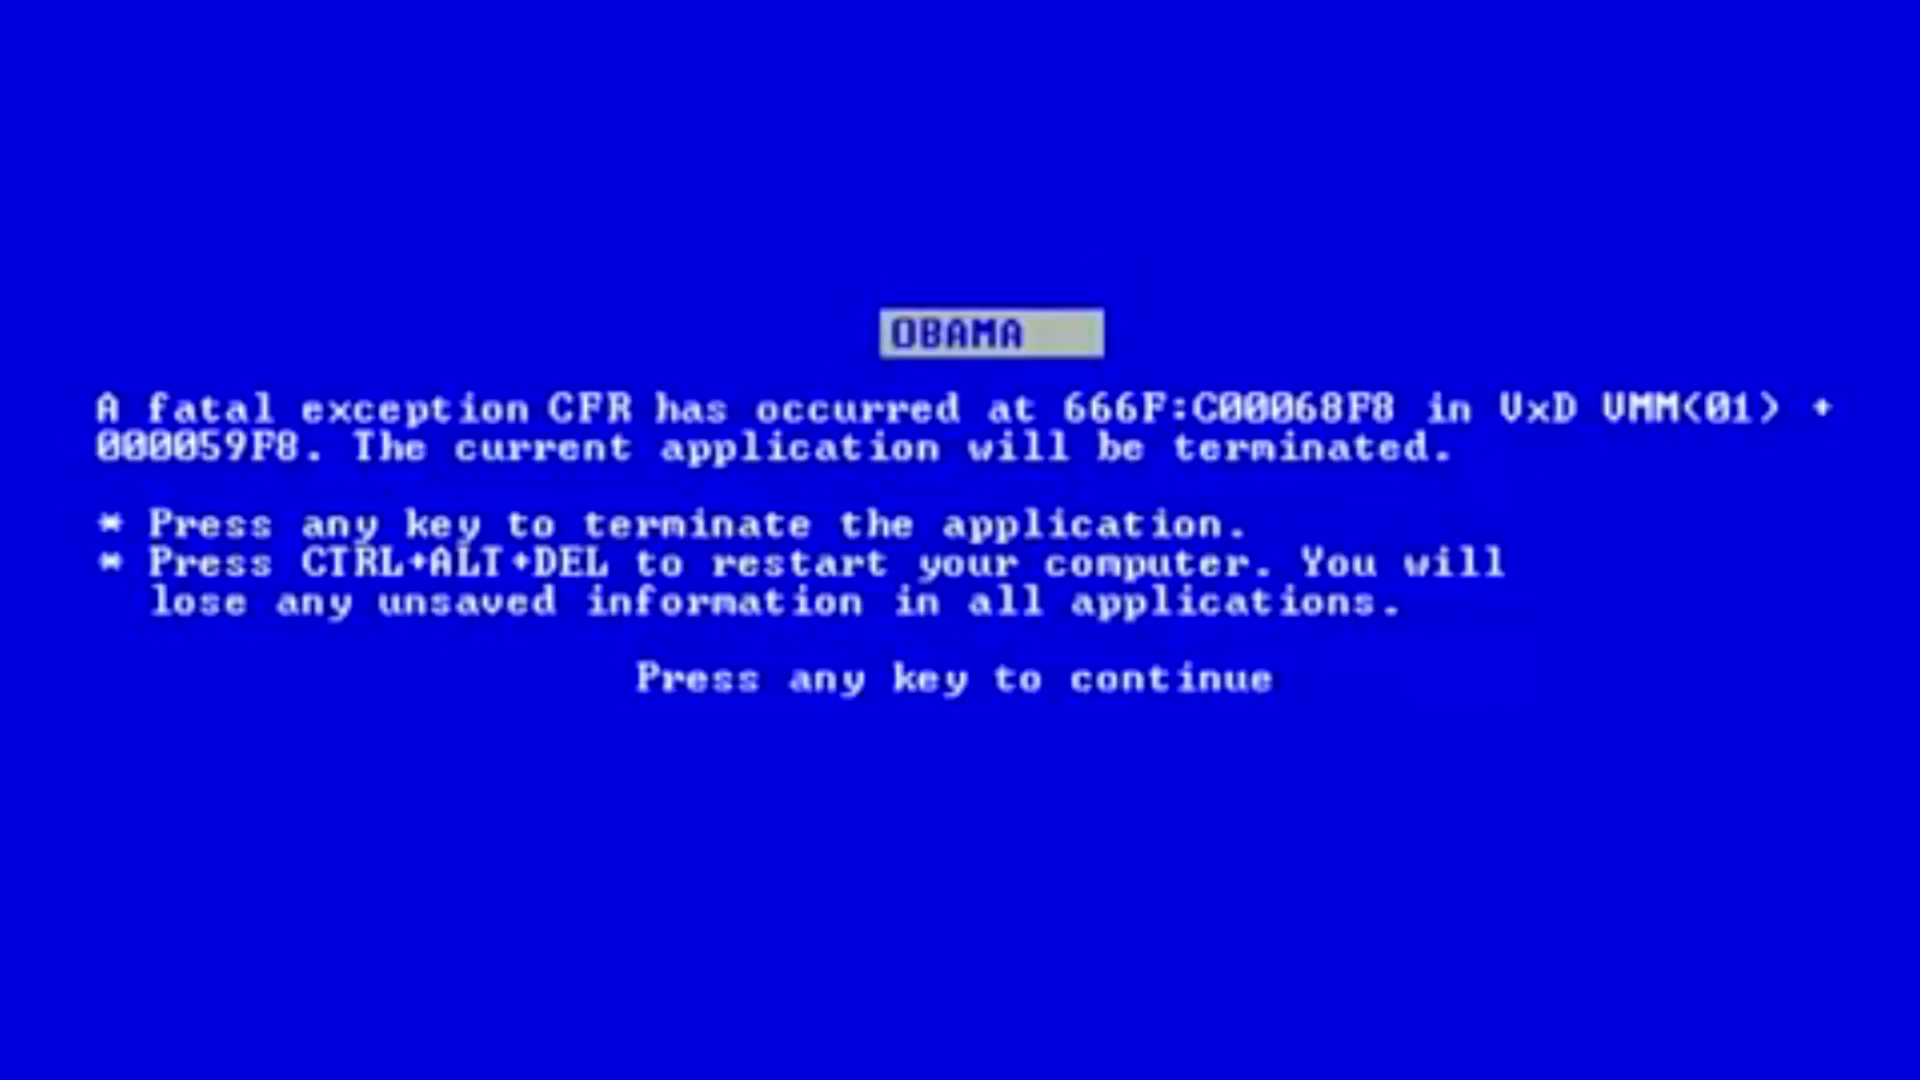 OBAMA
A fatal exception CFR has occurred at 666F:C00068F8 in VxD VMM(01) +
000059F8. The current application will be terminated.
* Press any key to terminate the application.
* Press CTRL+ALT+DEL to restart your computer. You will
lose any unsaved information in all applications.
Press any key to continue